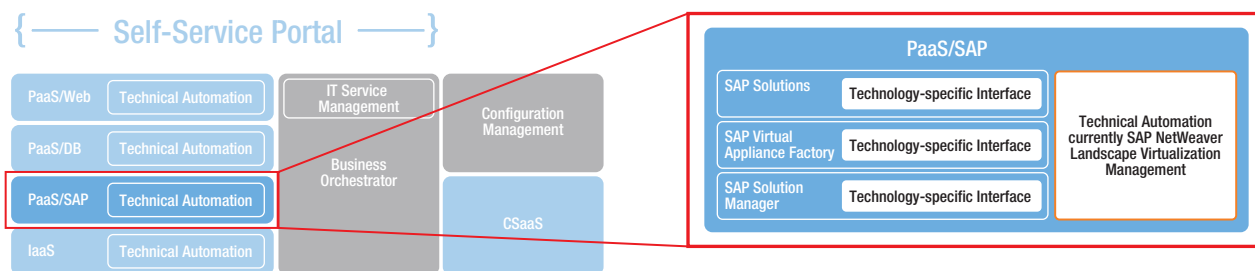 { Self-Service Portal }
PaaS/Web
Technical Automation
PaaS/DB
Technical Automation
PaaS/SAP
Technical Automation
IaaS
Technical Automation
IT Service
Management
Business
Orchestrator
Configuration
Management
CSaaS
PaaS/SAP
SAP Solutions
Technology-specific Interface
SAP Virtual
Appliance Factory
Technology-specific Interface
SAP Solution
Manager
Technology-specific Interface
Technical Automation
currently SAP NetWeaver
Landscape Virtualization
Management